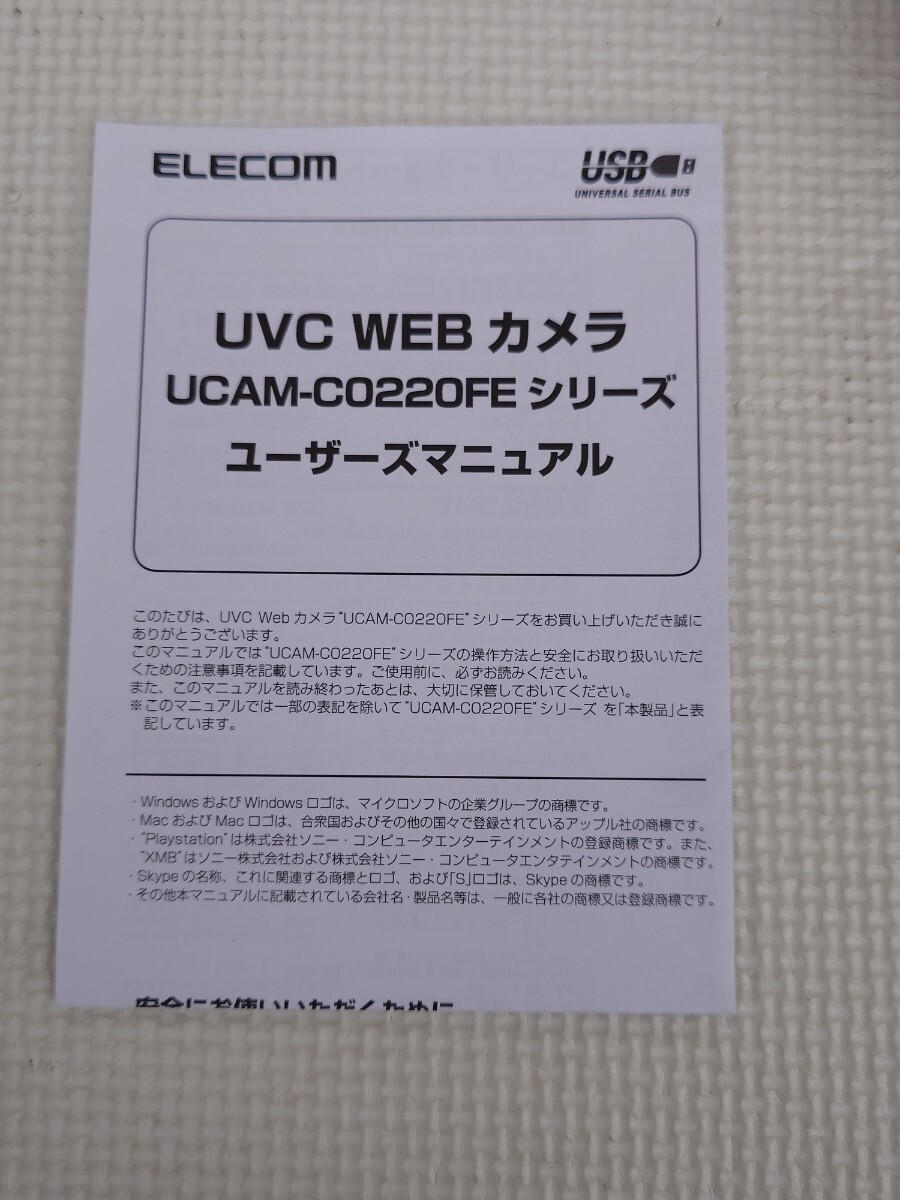 ELECOM
USB
UNIVERSAL SERIAL BUS
UVC WEB カメラ
UCAM-C0220FE シリーズ
ユーザーズマニュアル
このたびは、UVC Web カメラ"UCAM-C0220FE"シリーズをお買い上げいただき誠に
ありがとうございます。
このマニュアルでは"UCAM-C0220FE"シリーズの操作方法と安全にお取り扱いいただ
くための注意事項を記載しています。ご使用前に、必ずお読みください。
また、このマニュアルを読み終わったあとは、大切に保管しておいてください。
※このマニュアルでは一部の表記を除いて"UCAM-C0220FE"シリーズ を「本製品」と表
記しています。
・Windows および Windows ロゴは、マイクロソフトの企業グループの商標です。
・Mac および Mac ロゴは、合衆国およびその他の国々で登録されているアップル社の商標です。
・"Playstation"は株式会社ソニー・コンピュータエンターテインメントの登録商標です。また、
"XMB"はソニー株式会社および株式会社ソニー・コンピュータエンタテインメントの商標です。
・Skype の名称、これに関連する商標とロゴ、および「S」ロゴは、Skype の商標です。
・その他本マニュアルに記載されている会社名・製品名等は、一般に各社の商標又は登録商標です。
安全にお使いいただくために